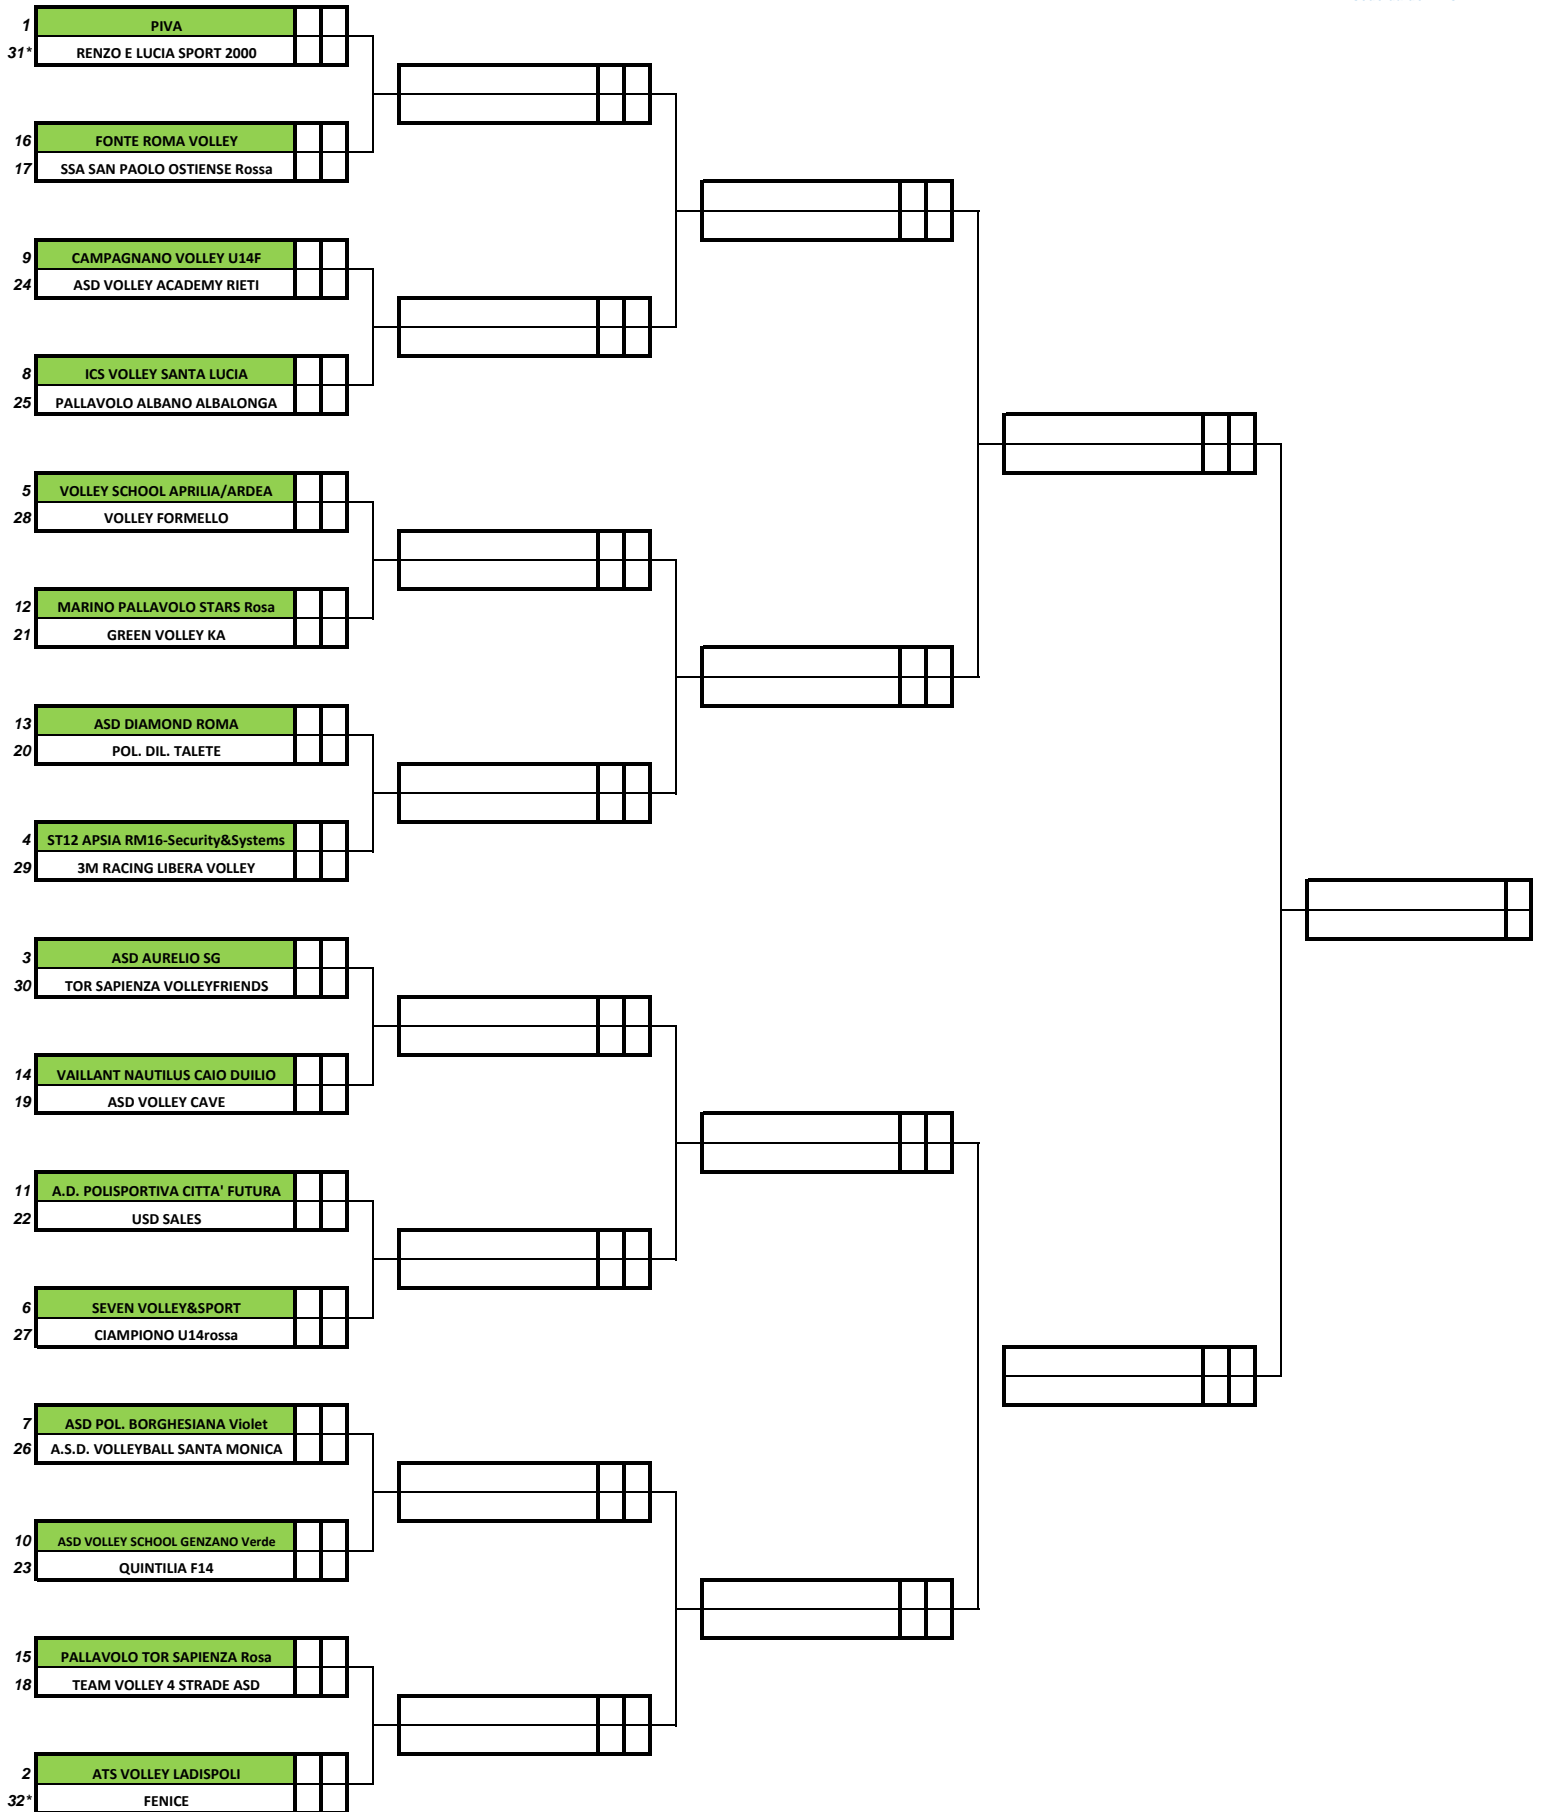 1 PIVA
31* RENZO E LUCIA SPORT 2000
16 FONTE ROMA VOLLEY
17 SSA SAN PAOLO OSTIENSE Rossa
9 CAMPAGNANO VOLLEY U14F
24 ASD VOLLEY ACADEMY RIETI
8 ICS VOLLEY SANTA LUCIA
25 PALLAVOLO ALBANO ALBALONGA
5 VOLLEY SCHOOL APRILIA/ARDEA
28 VOLLEY FORMELLO
12 MARINO PALLAVOLO STARS Rosa
21 GREEN VOLLEY KA
13 ASD DIAMOND ROMA
20 POL. DIL. TALETE
4 ST12 APSIA RM16-Security&Systems
29 3M RACING LIBERA VOLLEY
3 ASD AURELIO SG
30 TOR SAPIENZA VOLLEYFRIENDS
14 VAILLANT NAUTILUS CAIO DUILIO
19 ASD VOLLEY CAVE
11 A.D. POLISPORTIVA CITTA' FUTURA
22 USD SALES
6 SEVEN VOLLEY&SPORT
27 CIAMPIONO U14rossa
7 ASD POL. BORGHESIANA Violet
26 A.S.D. VOLLEYBALL SANTA MONICA
10 ASD VOLLEY SCHOOL GENZANO Verde
23 QUINTILIA F14
15 PALLAVOLO TOR SAPIENZA Rosa
18 TEAM VOLLEY 4 STRADE ASD
2 ATS VOLLEY LADISPOLI
32* FENICE